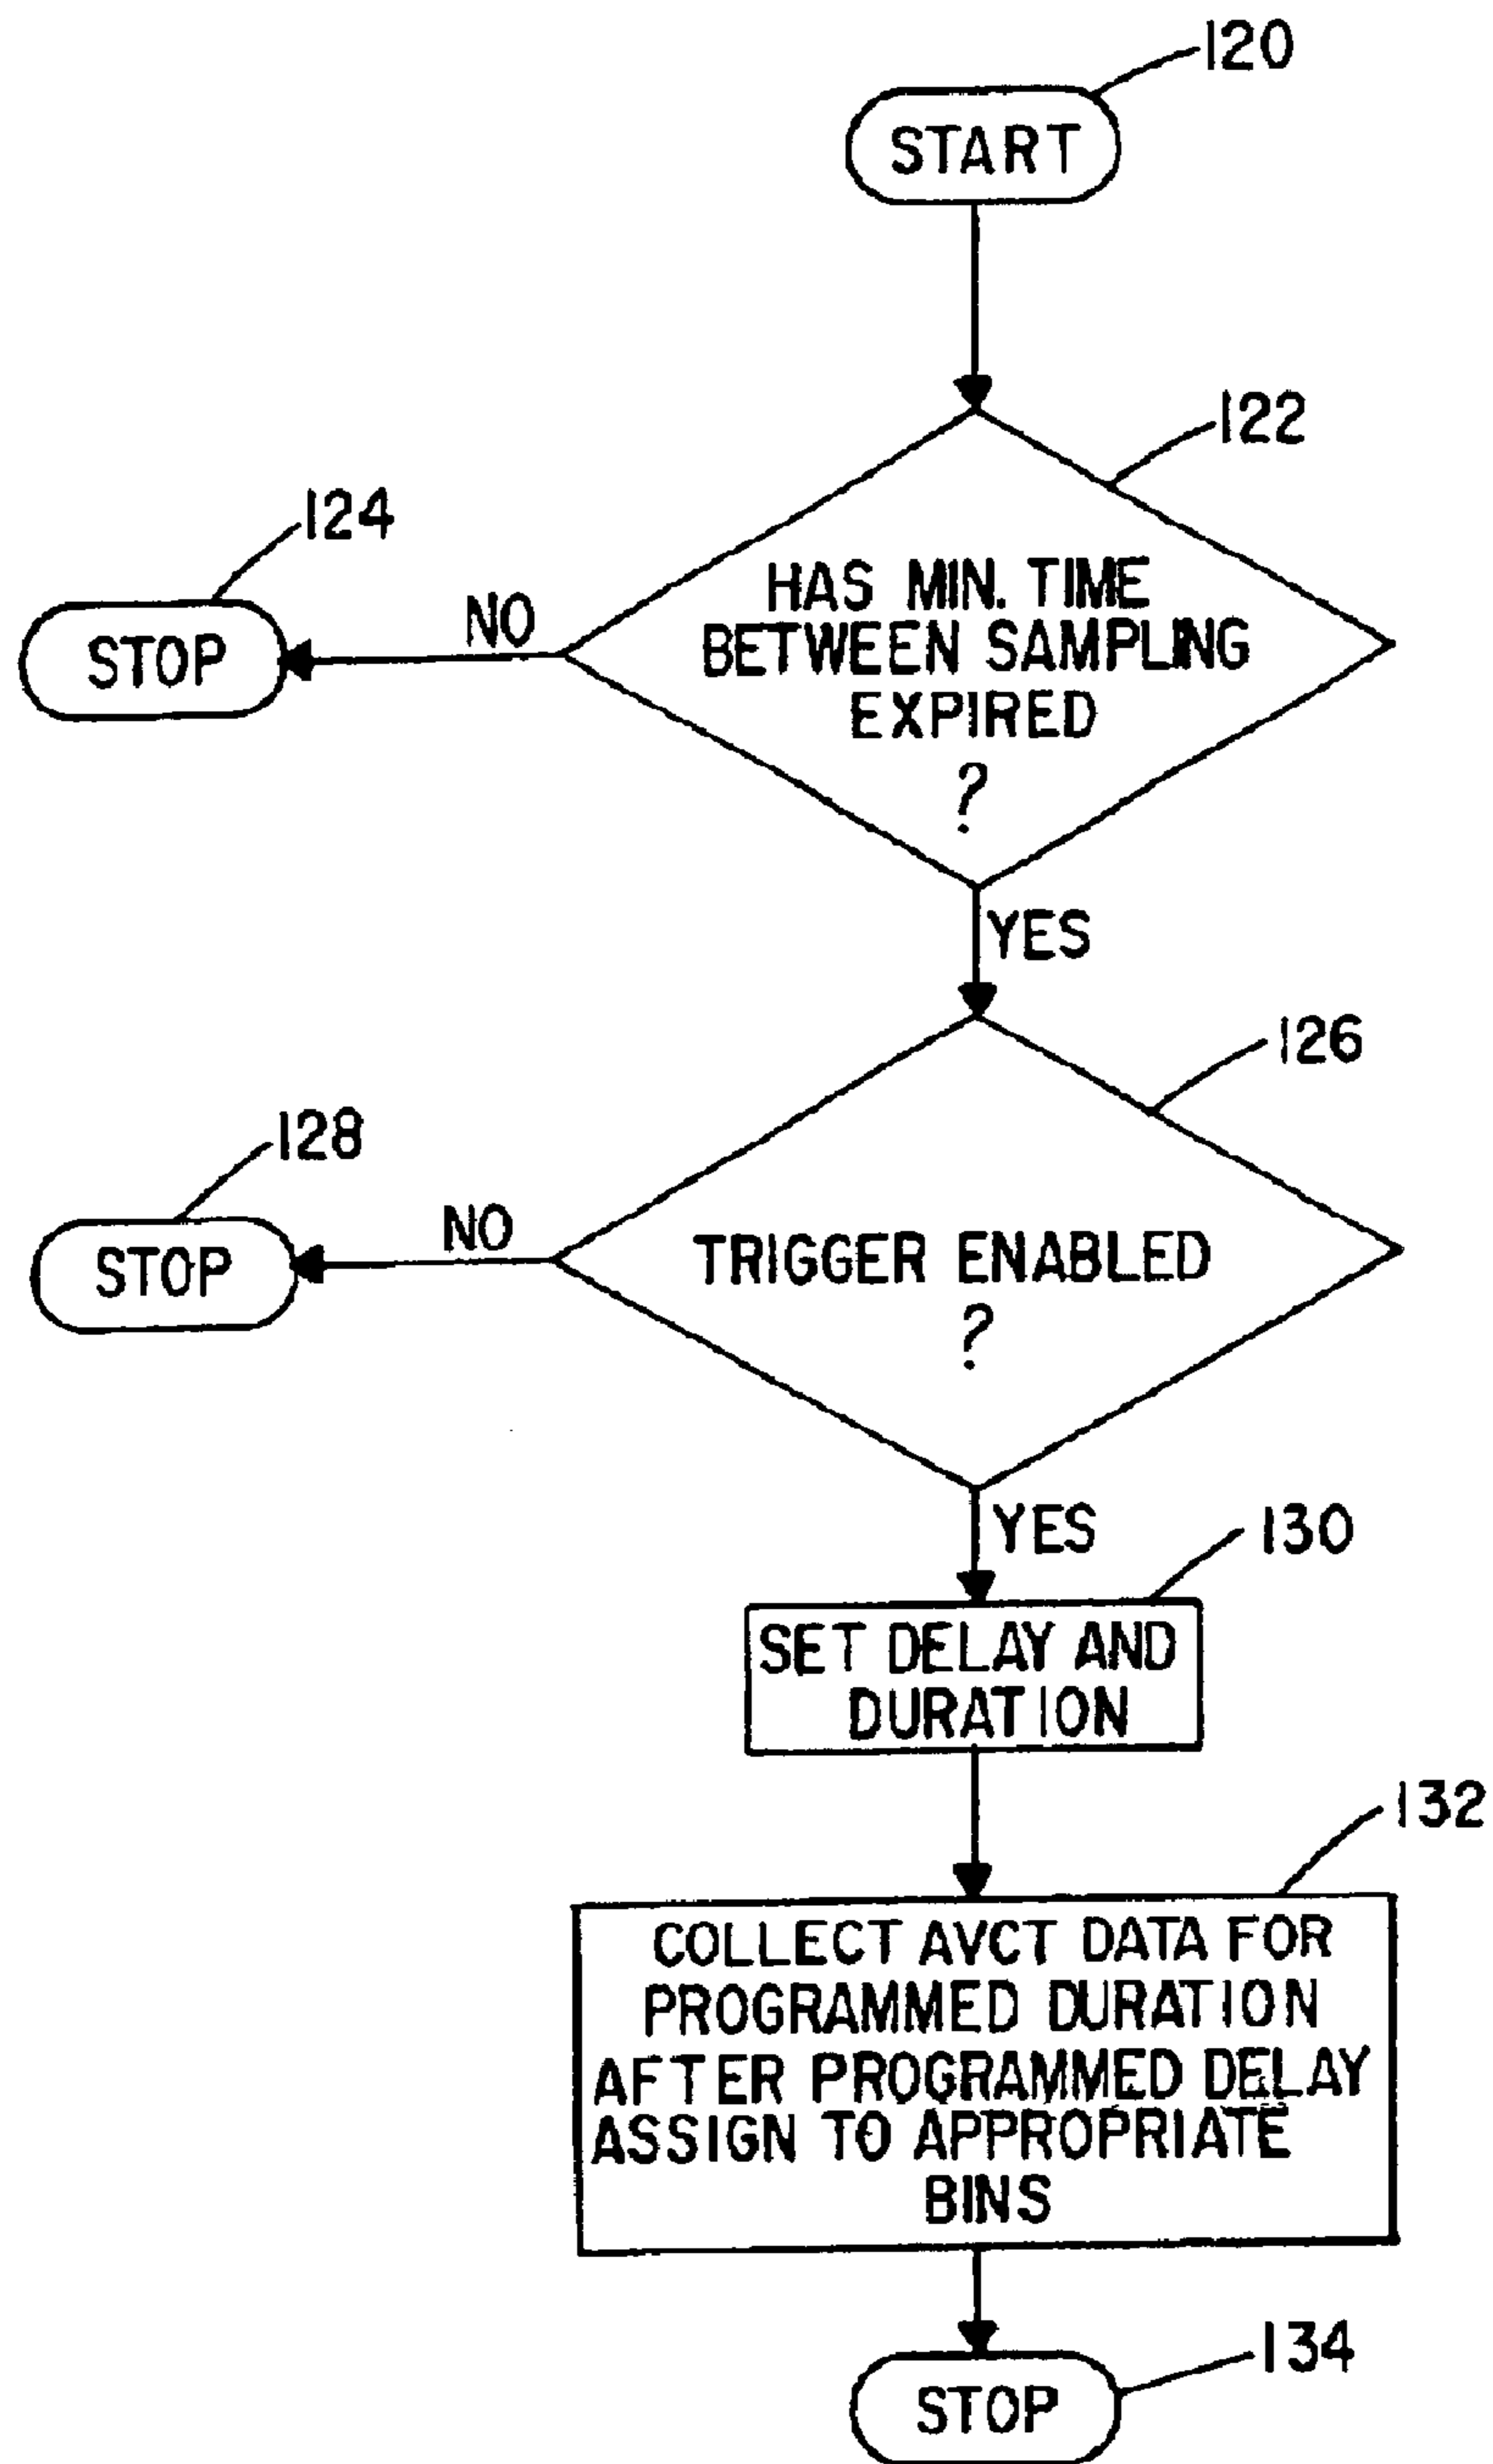 120
START
122
HAS MIN. TIME
BETWEEN SAMPLING
EXPIRED
?
124
STOP
NO
YES
126
TRIGGER ENABLED
?
128
STOP
NO
YES
130
SET DELAY AND
DURATION
132
COLLECT AVCT DATA FOR
PROGRAMMED DURATION
AFTER PROGRAMMED DELAY
ASSIGN TO APPROPRIATE
BINS
134
STOP